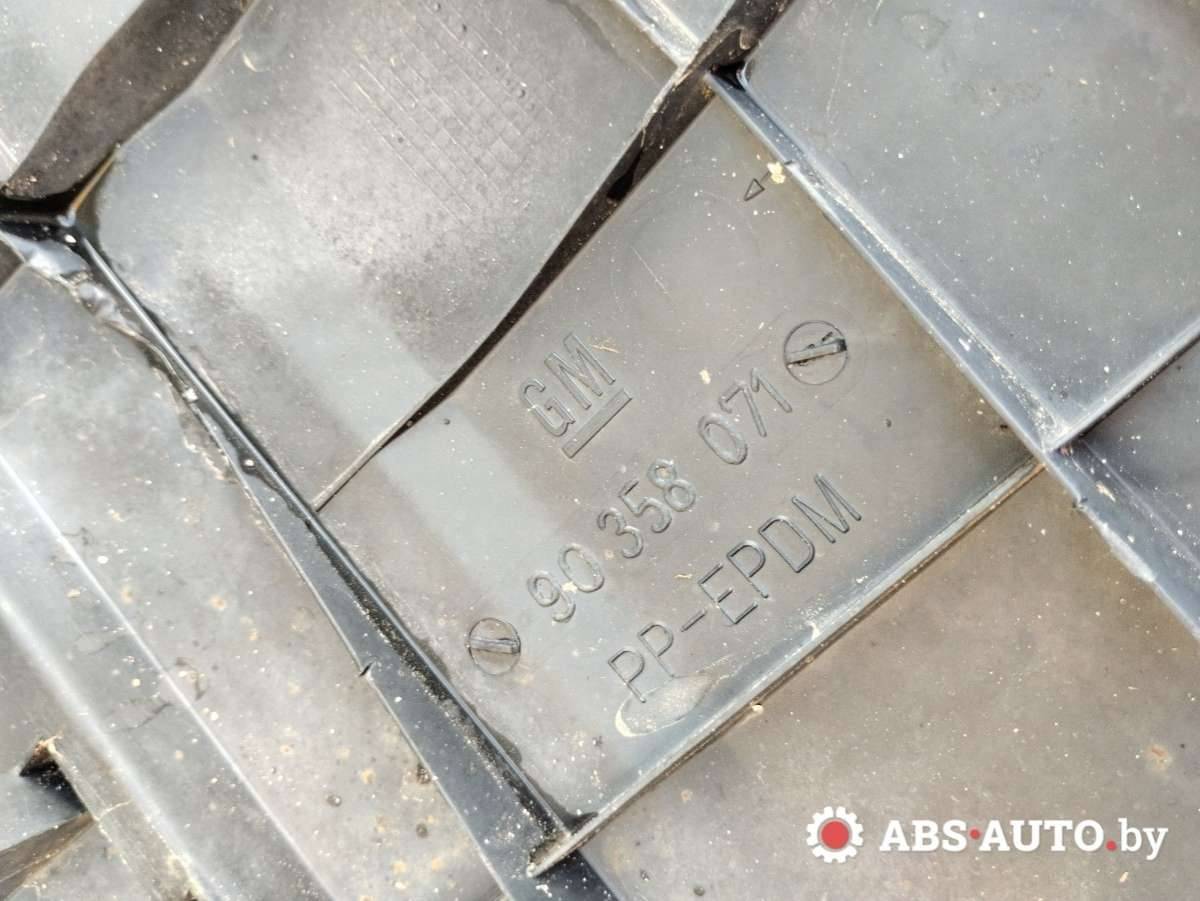 GM
90 358 071
PP-EPDM
ABS·AUTO.by